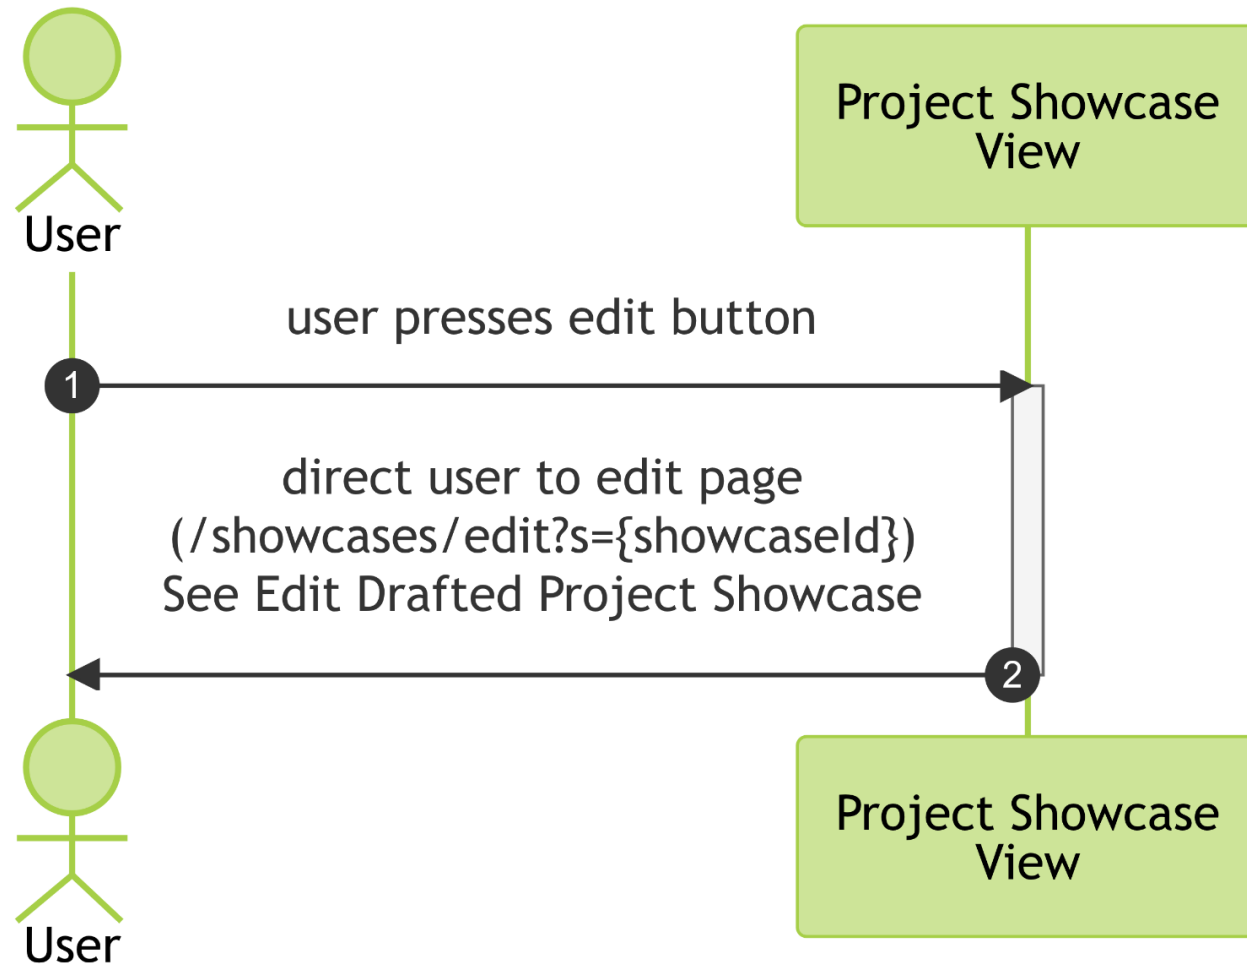 Project Showcase
View
User
user presses edit button
1
direct user to edit page
(/showcases/edit?s={showcaseId})
See Edit Drafted Project Showcase
2
Project Showcase
View
User